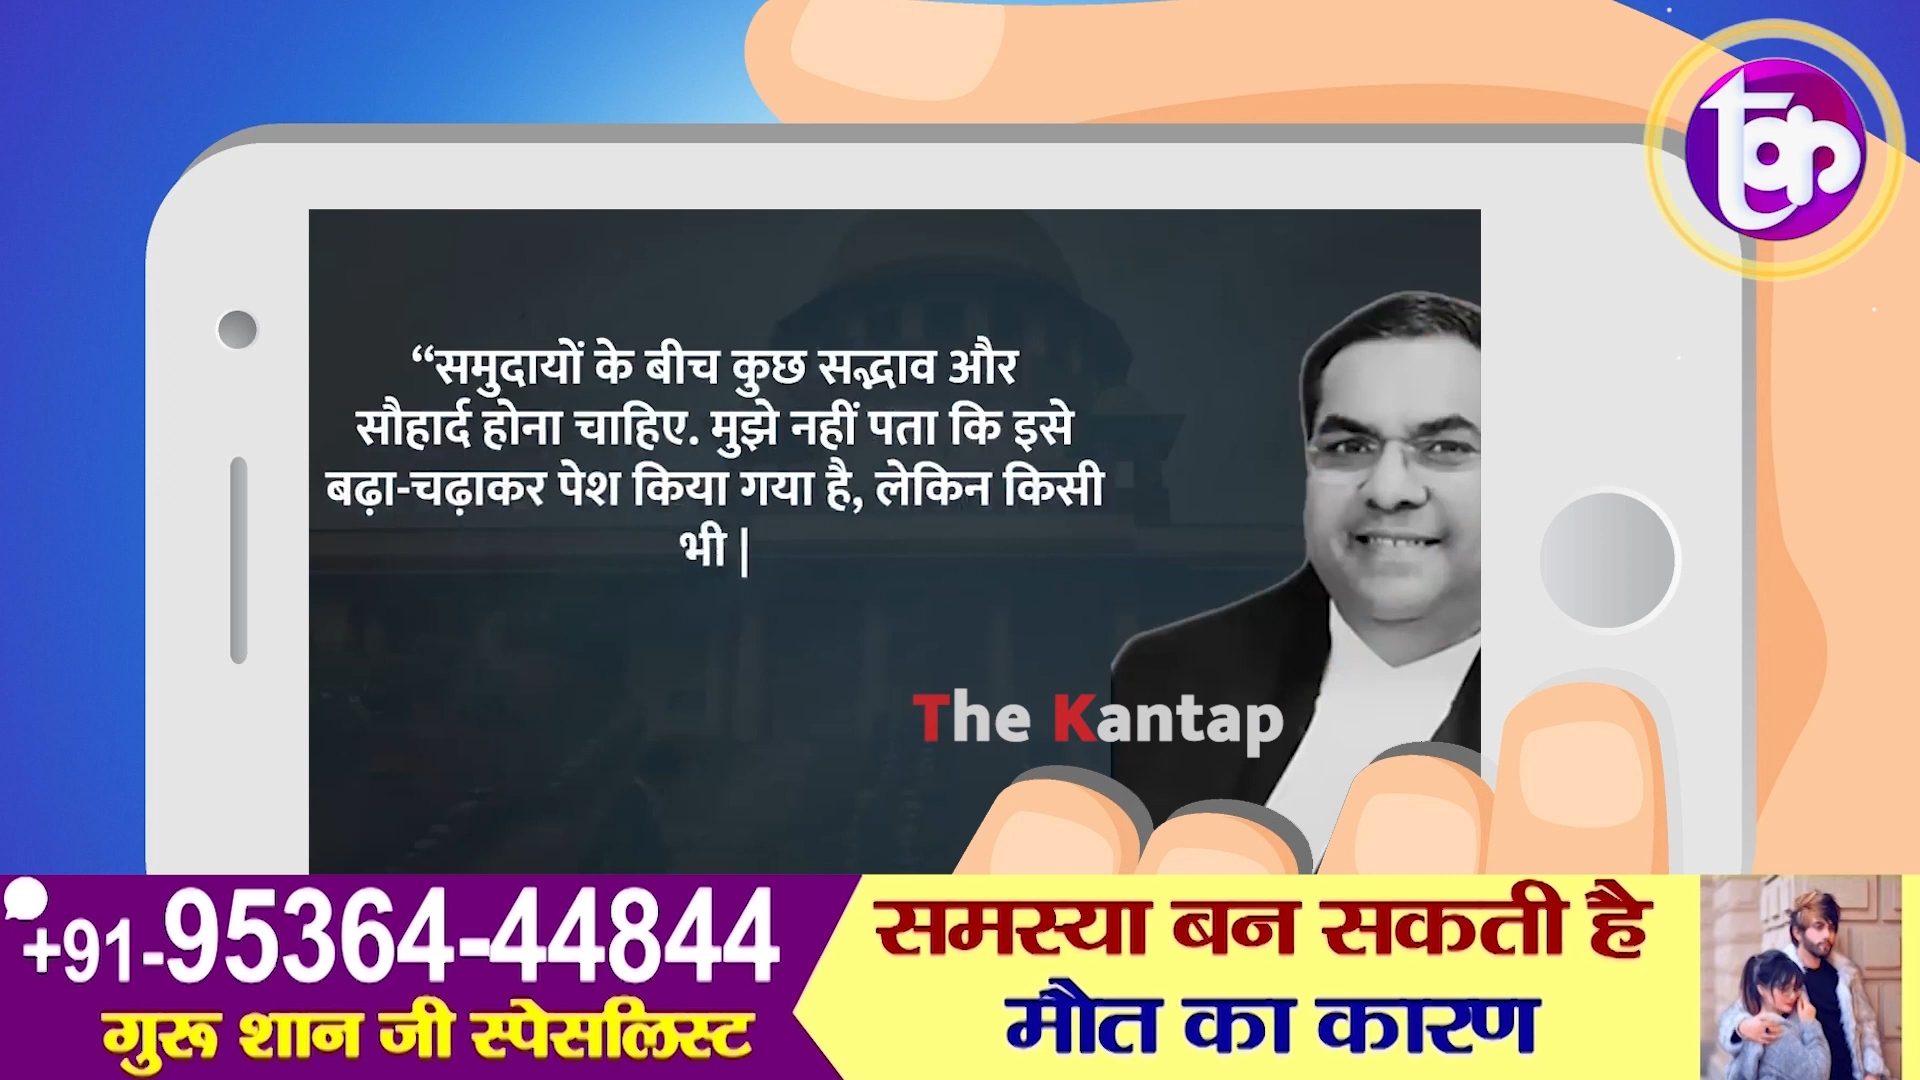 “समुदायों के बीच कुछ सद्भाव और
सौहार्द होना चाहिए. मुझे नहीं पता कि इसे
बढ़ा-चढ़ाकर पेश किया गया है, लेकिन किसी
भी |
The Kantap
+91-95364-44844
गुरू शान जी स्पेसलिस्ट
समस्या बन सकती है
मौत का कारण